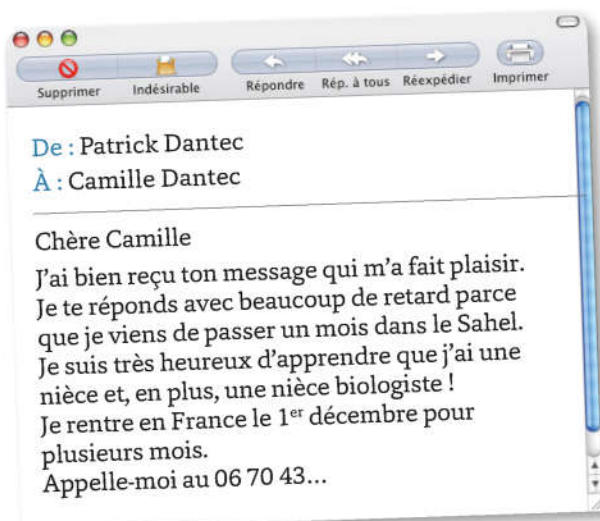 Supprimer Indésirable Répondre Rép. à tous Réexpédier Imprimer
De : Patrick Dantec
À : Camille Dantec
Chère Camille
J'ai bien reçu ton message qui m'a fait plaisir.
Je te réponds avec beaucoup de retard parce
que je viens de passer un mois dans le Sahel.
Je suis très heureux d'apprendre que j'ai une
nièce et, en plus, une nièce biologiste !
Je rentre en France le 1er décembre pour
plusieurs mois.
Appelle-moi au 06 70 43...